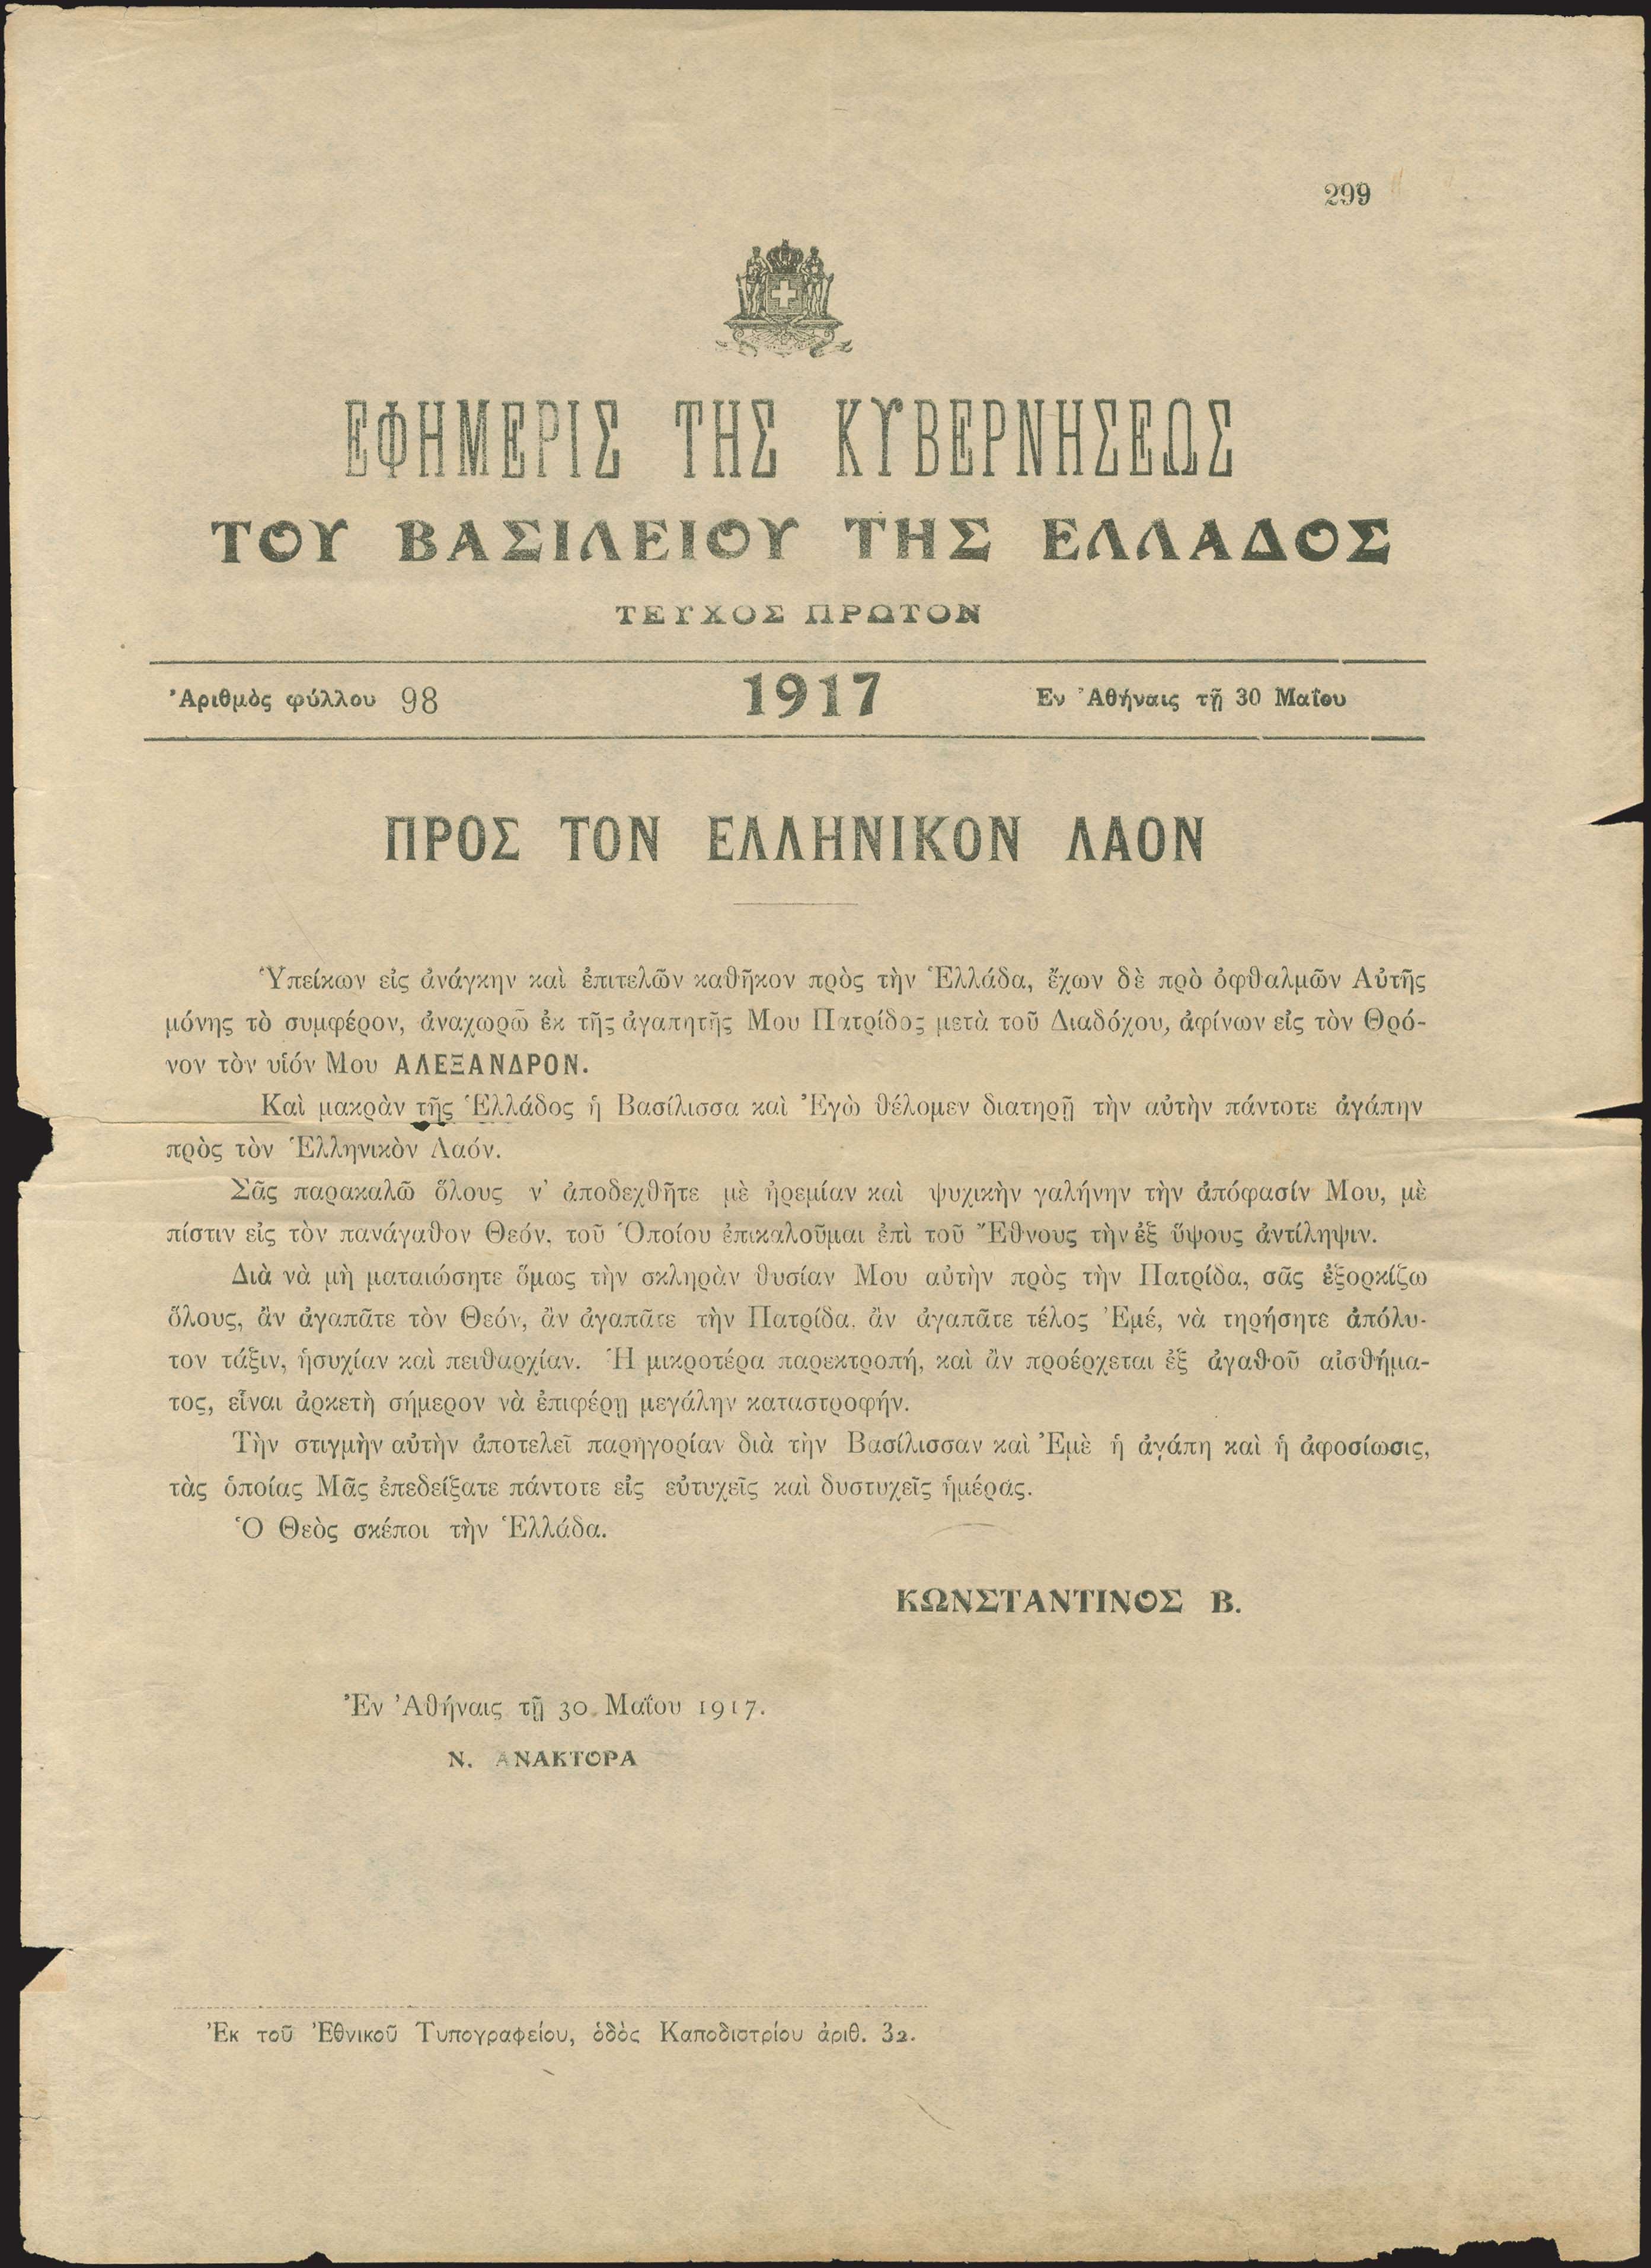 299
ΕΦΗΜΕΡΙΣ ΤΗΣ ΚΥΒΕΡΝΗΣΕΩΣ
ΤΟΥ ΒΑΣΙΛΕΙΟΥ ΤΗΣ ΕΛΛΑΔΟΣ
ΤΕΥΧΟΣ ΠΡΩΤΟΝ
Ἀριθμὸς φύλλου 98 1917 Εν Ἀθήναις τῇ 30 Μαΐου
ΠΡΟΣ ΤΟΝ ΕΛΛΗΝΙΚΟΝ ΛΑΟΝ
Ὑπείκων εἰς ἀνάγκην καὶ ἐπιτελῶν καθῆκον πρὸς τὴν Ἑλλάδα, ἔχων δὲ πρὸ ὀφθαλμῶν Αὐτῆς
μόνης τὸ συμφέρον, ἀναχωρῶ ἐκ τῆς ἀγαπητῆς Μου Πατρίδος μετὰ τοῦ Διαδόχου, ἀφίνων εἰς τὸν Θρό-
νον τὸν υἱόν Μου ΑΛΕΞΑΝΔΡΟΝ.
Καὶ μακρὰν τῆς Ἑλλάδος ἡ Βασίλισσα καὶ Ἐγὼ θέλομεν διατηρῇ τὴν αὐτὴν πάντοτε ἀγάπην
πρὸς τὸν Ἑλληνικὸν Λαόν.
Σᾶς παρακαλῶ ὅλους ν' ἀποδεχθῆτε μὲ ἠρεμίαν καὶ ψυχικὴν γαλήνην τὴν ἀπόφασίν Μου, μὲ
πίστιν εἰς τὸν πανάγαθον Θεόν, τοῦ Ὁποίου ἐπικαλοῦμαι ἐπὶ τοῦ Ἔθνους τὴν ἐξ ὕψους ἀντίληψιν.
Διὰ νὰ μὴ ματαιώσητε ὅμως τὴν σκληρὰν θυσίαν Μου αὐτὴν πρὸς τὴν Πατρίδα, σᾶς ἐξορκίζω
ὅλους, ἂν ἀγαπᾶτε τὸν Θεόν, ἂν ἀγαπᾶτε τὴν Πατρίδα, ἂν ἀγαπᾶτε τέλος Ἐμέ, νὰ τηρήσητε ἀπόλυ-
τον τάξιν, ἡσυχίαν καὶ πειθαρχίαν. Ἡ μικροτέρα παρεκτροπή, καὶ ἂν προέρχεται ἐξ ἀγαθοῦ αἰσθήμα-
τος, εἶναι ἀρκετὴ σήμερον νὰ ἐπιφέρῃ μεγάλην καταστροφήν.
Τὴν στιγμὴν αὐτὴν ἀποτελεῖ παρηγορίαν διὰ τὴν Βασίλισσαν καὶ Ἐμὲ ἡ ἀγάπη καὶ ἡ ἀφοσίωσις,
τὰς ὁποίας Μᾶς ἐπεδείξατε πάντοτε εἰς εὐτυχεῖς καὶ δυστυχεῖς ἡμέρας.
Ὁ Θεὸς σκέποι τὴν Ἑλλάδα.
ΚΩΝΣΤΑΝΤΙΝΟΣ Β.
Ἐν Ἀθήναις τῇ 30 Μαΐου 1917.
Ν. ΑΝΑΚΤΟΡΑ
Ἐκ τοῦ Ἐθνικοῦ Τυπογραφείου, ὁδὸς Καποδιστρίου ἀριθ. 32.